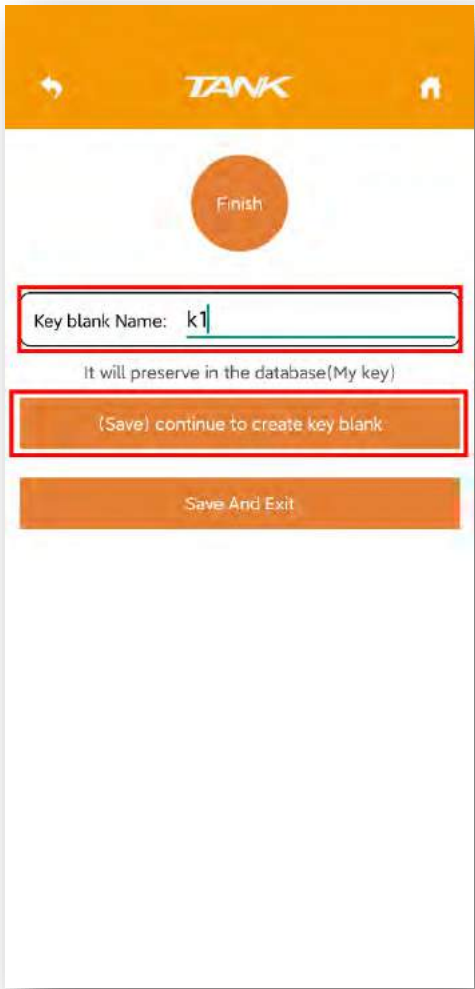 TANK
Finish
Key blank Name: k1
It will preserve in the database(My key)
(Save) continue to create key blank
Save And Exit